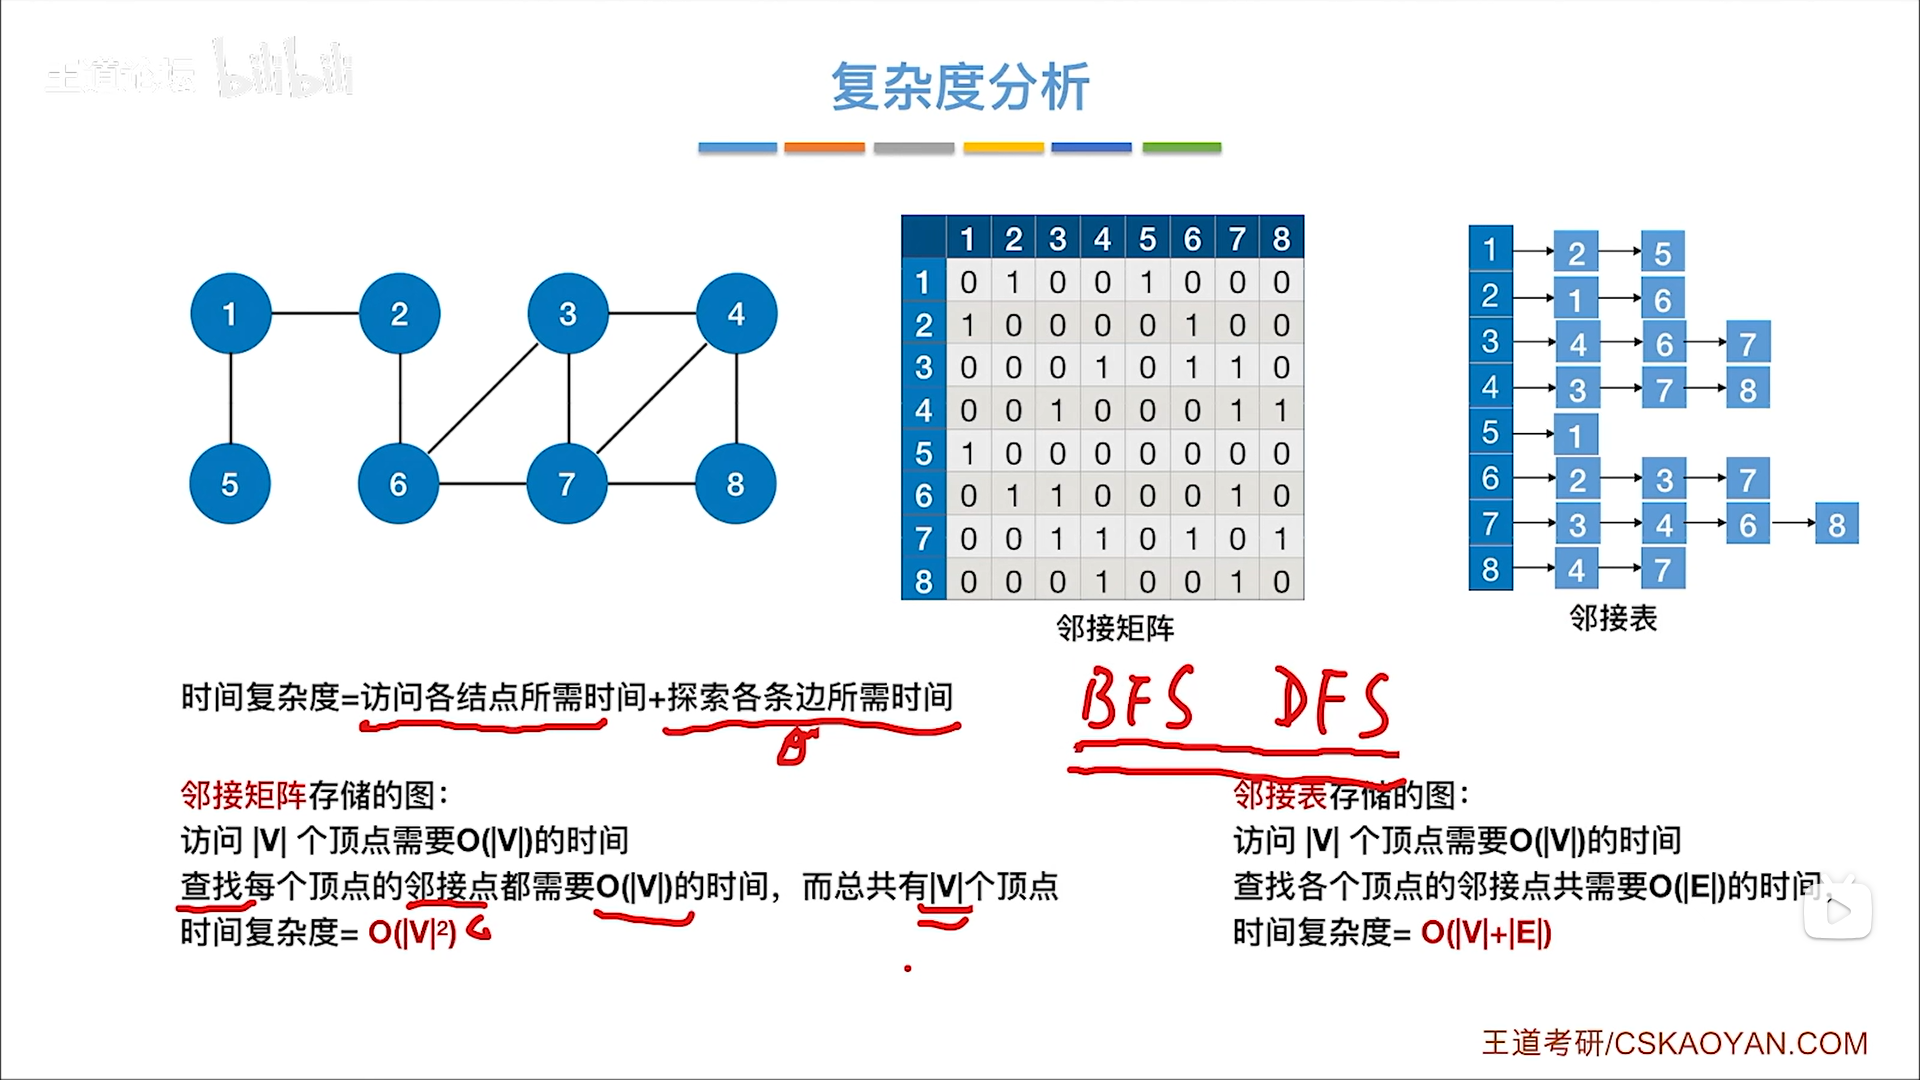 王道论坛 bilibili
复杂度分析
1 2 3 4
5 6 7 8
1 2 3 4 5 6 7 8
1 0 1 0 0 1 0 0 0
2 1 0 0 0 0 1 0 0
3 0 0 0 1 0 1 1 0
4 0 0 1 0 0 0 1 1
5 1 0 0 0 0 0 0 0
6 0 1 1 0 0 0 1 0
7 0 0 1 1 0 1 0 1
8 0 0 0 1 0 0 1 0
邻接矩阵
1 2 5
2 1 6
3 4 6 7
4 3 7 8
5 1
6 2 3 7
7 3 4 6 8
8 4 7
邻接表
时间复杂度=访问各结点所需时间+探索各条边所需时间
BFS DFS
邻接矩阵存储的图：
访问 |V| 个顶点需要O(|V|)的时间
查找每个顶点的邻接点都需要O(|V|)的时间，而总共有|V|个顶点
时间复杂度= O(|V|²)
邻接表存储的图：
访问 |V| 个顶点需要O(|V|)的时间
查找各个顶点的邻接点共需要O(|E|)的时间，
时间复杂度= O(|V|+|E|)
王道考研/CSKAOYAN.COM